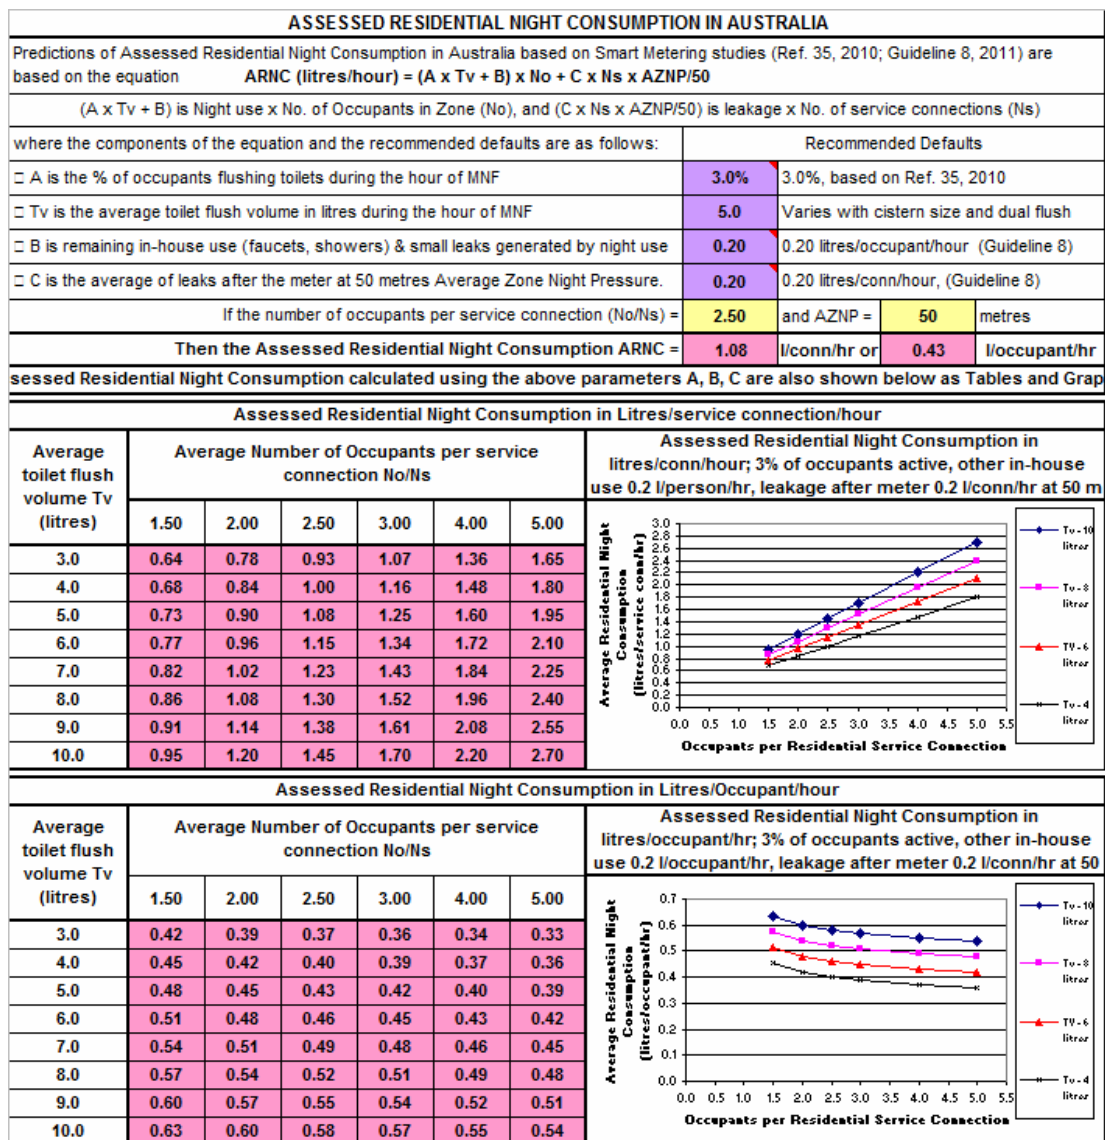 ASSESSED RESIDENTIAL NIGHT CONSUMPTION IN AUSTRALIA
Predictions of Assessed Residential Night Consumption in Australia based on Smart Metering studies (Ref. 35, 2010; Guideline 8, 2011) are
based on the equation ARNC (litres/hour) = (A x Tv + B) x No + C x Ns x AZNP/50
(A x Tv + B) is Night use x No. of Occupants in Zone (No), and (C x Ns x AZNP/50) is leakage x No. of service connections (Ns)
where the components of the equation and the recommended defaults are as follows: Recommended Defaults
□ A is the % of occupants flushing toilets during the hour of MNF 3.0% 3.0%, based on Ref. 35, 2010
□ Tv is the average toilet flush volume in litres during the hour of MNF 5.0 Varies with cistern size and dual flush
□ B is remaining in-house use (faucets, showers) & small leaks generated by night use 0.20 0.20 litres/occupant/hour (Guideline 8)
□ C is the average of leaks after the meter at 50 metres Average Zone Night Pressure. 0.20 0.20 litres/conn/hour, (Guideline 8)
If the number of occupants per service connection (No/Ns) = 2.50 and AZNP = 50 metres
Then the Assessed Residential Night Consumption ARNC = 1.08 l/conn/hr or 0.43 l/occupant/hr
sessed Residential Night Consumption calculated using the above parameters A, B, C are also shown below as Tables and Grap
Assessed Residential Night Consumption in Litres/service connection/hour
Average
toilet flush
volume Tv
(litres)
Average Number of Occupants per service
connection No/Ns
1.50 2.00 2.50 3.00 4.00 5.00
3.0 0.64 0.78 0.93 1.07 1.36 1.65
4.0 0.68 0.84 1.00 1.16 1.48 1.80
5.0 0.73 0.90 1.08 1.25 1.60 1.95
6.0 0.77 0.96 1.15 1.34 1.72 2.10
7.0 0.82 1.02 1.23 1.43 1.84 2.25
8.0 0.86 1.08 1.30 1.52 1.96 2.40
9.0 0.91 1.14 1.38 1.61 2.08 2.55
10.0 0.95 1.20 1.45 1.70 2.20 2.70
Assessed Residential Night Consumption in
litres/conn/hour; 3% of occupants active, other in-house
use 0.2 l/person/hr, leakage after meter 0.2 l/conn/hr at 50 m
Average Residential Night
Consumption
(litres/service conn/hr)
3.0
2.8
2.6
2.4
2.2
2.0
1.8
1.6
1.4
1.2
1.0
0.8
0.6
0.4
0.2
0.0
0.0 0.5 1.0 1.5 2.0 2.5 3.0 3.5 4.0 4.5 5.0 5.5
Occupants per Residential Service Connection
Tv - 10
litres
Tv - 8
litres
TV - 6
litres
Tv - 4
litres
Assessed Residential Night Consumption in Litres/Occupant/hour
Average
toilet flush
volume Tv
(litres)
Average Number of Occupants per service
connection No/Ns
1.50 2.00 2.50 3.00 4.00 5.00
3.0 0.42 0.39 0.37 0.36 0.34 0.33
4.0 0.45 0.42 0.40 0.39 0.37 0.36
5.0 0.48 0.45 0.43 0.42 0.40 0.39
6.0 0.51 0.48 0.46 0.45 0.43 0.42
7.0 0.54 0.51 0.49 0.48 0.46 0.45
8.0 0.57 0.54 0.52 0.51 0.49 0.48
9.0 0.60 0.57 0.55 0.54 0.52 0.51
10.0 0.63 0.60 0.58 0.57 0.55 0.54
Assessed Residential Night Consumption in
litres/occupant/hr; 3% of occupants active, other in-house
use 0.2 l/occupant/hr, leakage after meter 0.2 l/conn/hr at 50
Average Residential Night
Consumption
(litres/occupant/hr)
0.7
0.6
0.5
0.4
0.3
0.2
0.1
0.0
0.0 0.5 1.0 1.5 2.0 2.5 3.0 3.5 4.0 4.5 5.0 5.5
Occupants per Residential Service Connection
Tv - 10
litres
Tv - 8
litres
TV - 6
litres
Tv - 4
litres